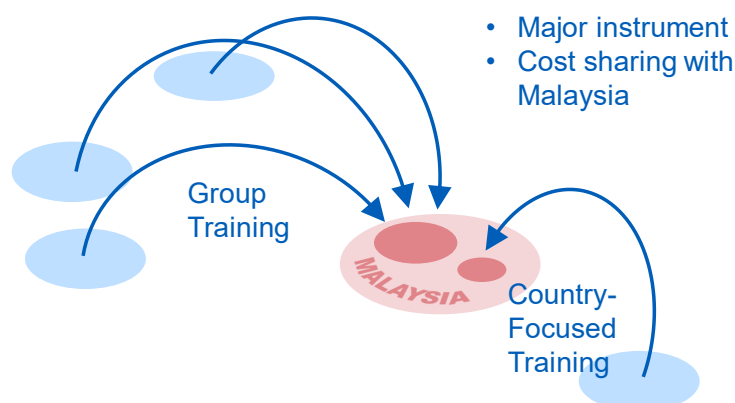 • Major instrument
• Cost sharing with
Malaysia
Group
Training
MALAYSIA
Country-
Focused
Training